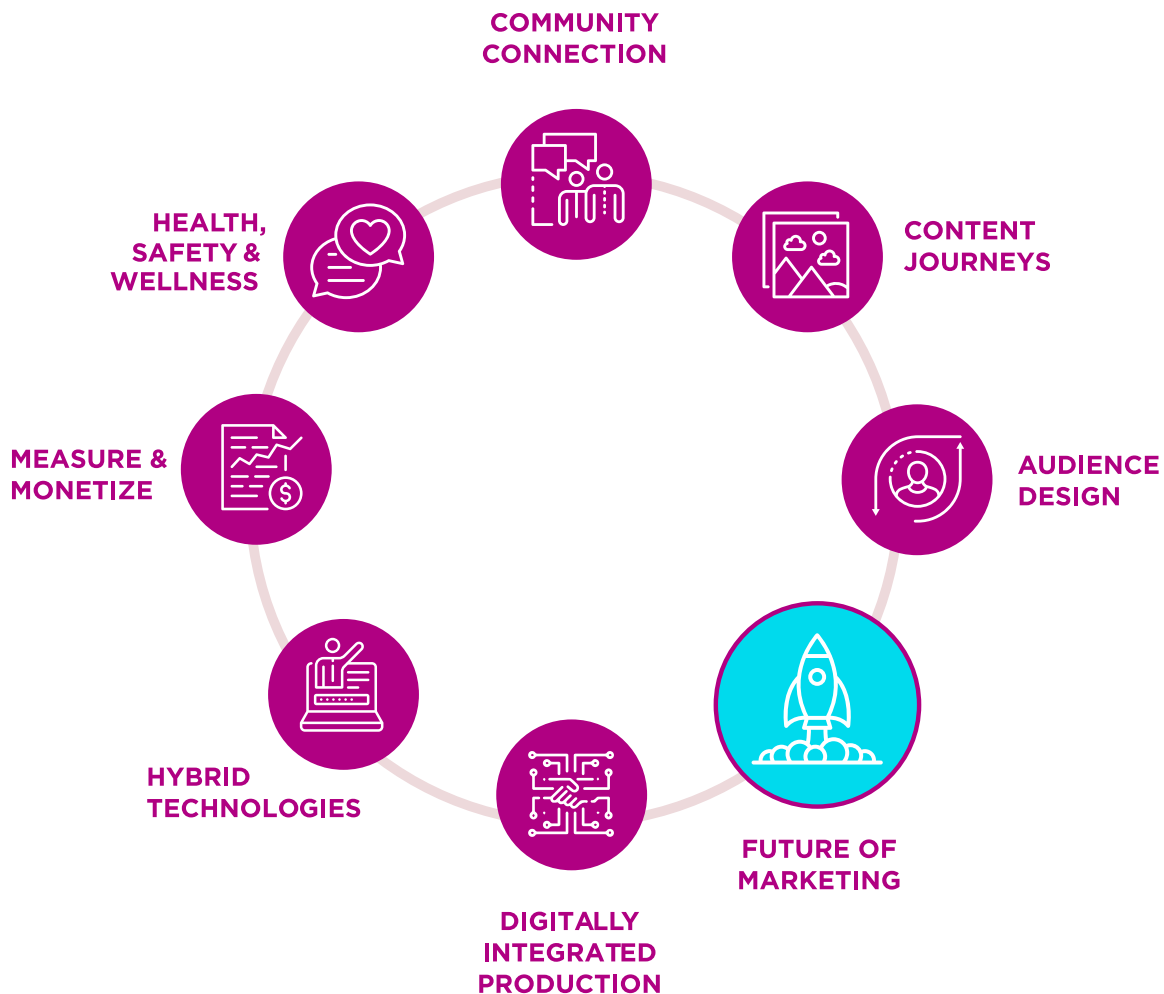 COMMUNITY
CONNECTION
CONTENT
JOURNEYS
AUDIENCE
DESIGN
FUTURE OF
MARKETING
DIGITALLY
INTEGRATED
PRODUCTION
HYBRID
TECHNOLOGIES
MEASURE &
MONETIZE
$
HEALTH,
SAFETY &
WELLNESS